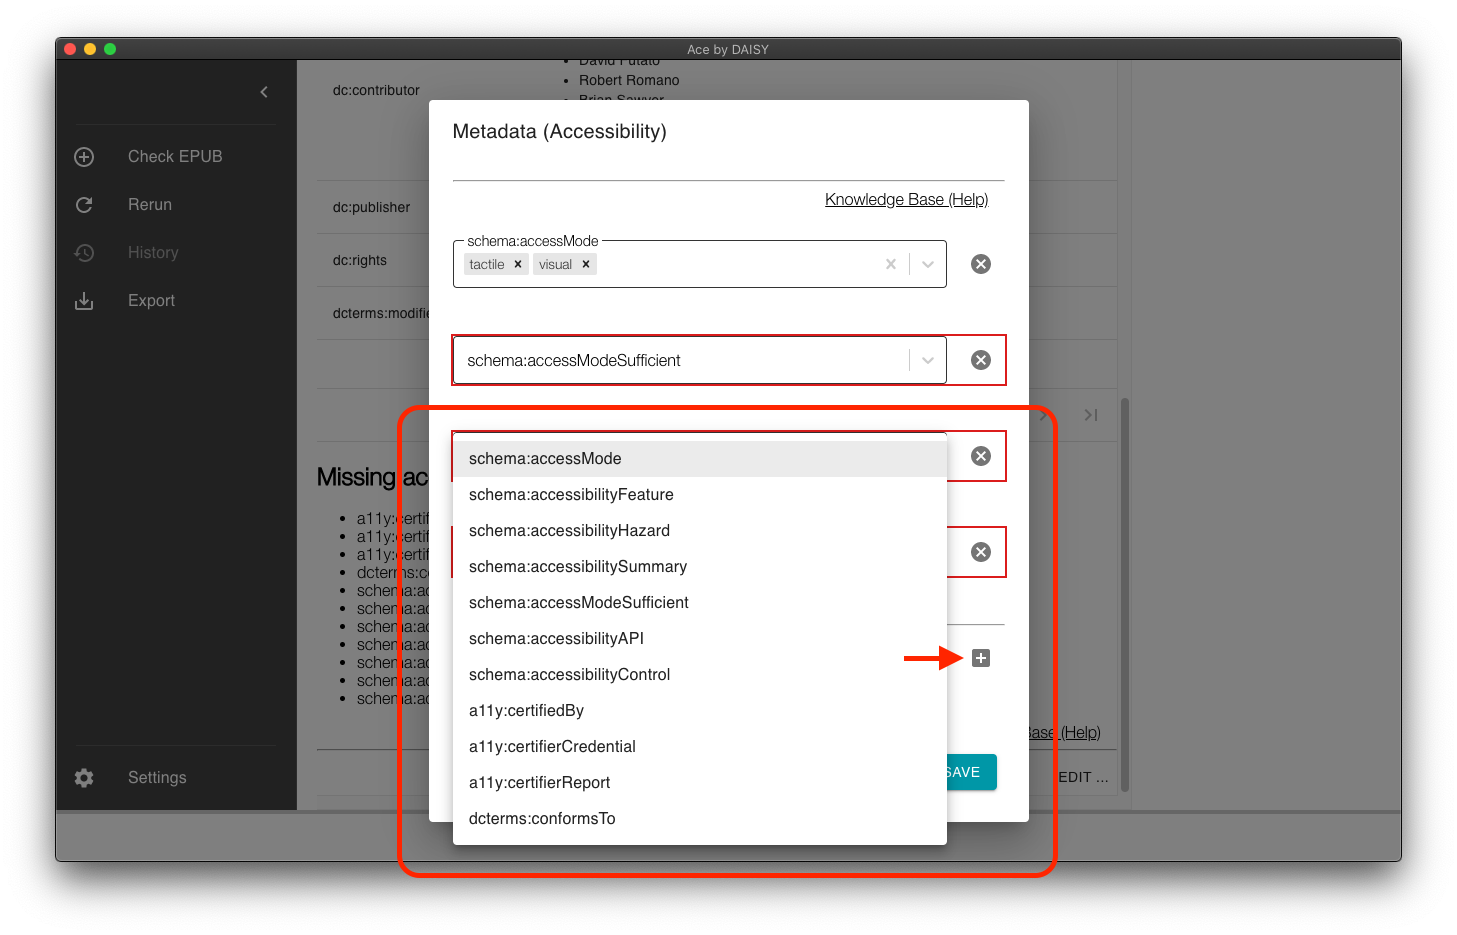 Ace by DAISY
David Futato
Robert Romano
Brian Sawyer
dc:contributor
dc:publisher
dc:rights
dcterms:modifie
Check EPUB
Rerun
History
Export
Settings
Metadata (Accessibility)
Knowledge Base (Help)
schema:accessMode
tactile
visual
schema:accessModeSufficient
schema:accessMode
schema:accessibilityFeature
schema:accessibilityHazard
schema:accessibilitySummary
schema:accessModeSufficient
schema:accessibilityAPI
schema:accessibilityControl
a11y:certifiedBy
a11y:certifierCredential
a11y:certifierReport
dcterms:conformsTo
Missing ac
a11y:certif
a11y:certif
a11y:certif
dcterms:co
schema:ac
schema:ac
schema:ac
schema:ac
schema:ac
schema:ac
schema:ac
Base (Help)
SAVE
EDIT ...